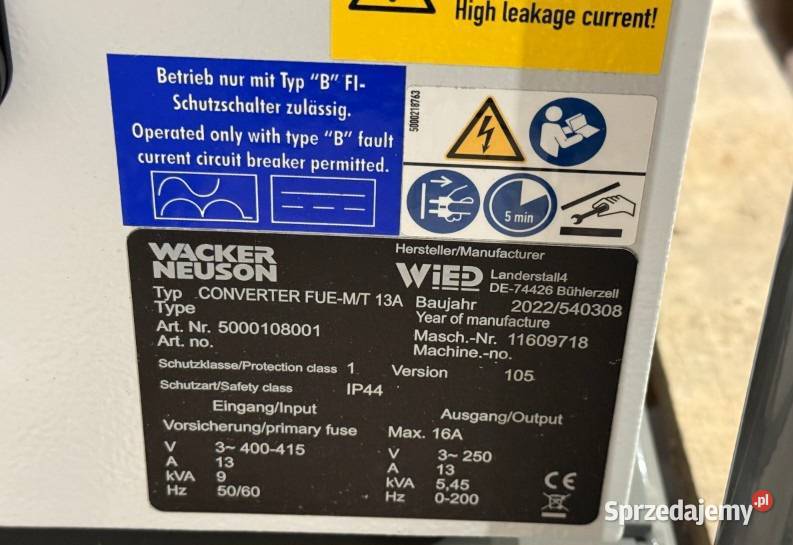 High leakage current!
Betrieb nur mit Typ "B" FI-
Schutzschalter zulässig.
Operated only with type "B" fault
current circuit breaker permitted.
5000218763
5 min
WACKER
NEUSON
Hersteller/Manufacturer
WiED
Landerstall4
DE-74426 Bühlerzell
Typ CONVERTER FUE-M/T 13A
Type
Baujahr 2022/540308
Year of manufacture
Art. Nr. 5000108001
Art. no.
Masch.-Nr. 11609718
Machine.-no.
Schutzklasse/Protection class 1
Version 105
Schutzart/Safety class IP44
Eingang/Input
Ausgang/Output
Vorsicherung/primary fuse Max. 16A
V 3~ 400-415
A 13
kVA 9
Hz 50/60
V 3~ 250
A 13
kVA 5,45
Hz 0-200
CE
Sprzedajemy.pl